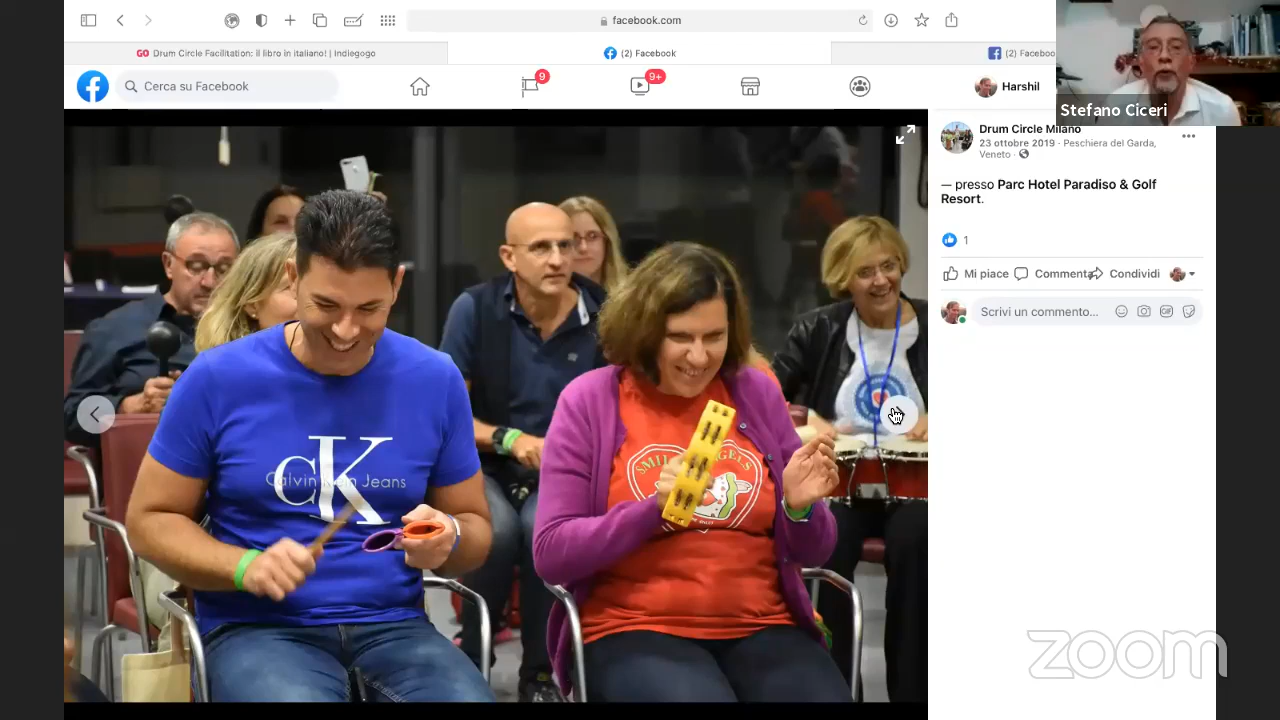 facebook.com
GO Drum Circle Facilitation: il libro in italiano! | Indiegogo
(2) Facebook
(2) Faceboo
Cerca su Facebook
9
9+
Harshil
Stefano Ciceri
Drum Circle Milano
23 ottobre 2019 · Peschiera del Garda,
Veneto ·
— presso Parc Hotel Paradiso & Golf
Resort.
1
Mi piace
Commenta
Condividi
Scrivi un commento...
GIF
cK
Calvin Klein Jeans
zoom